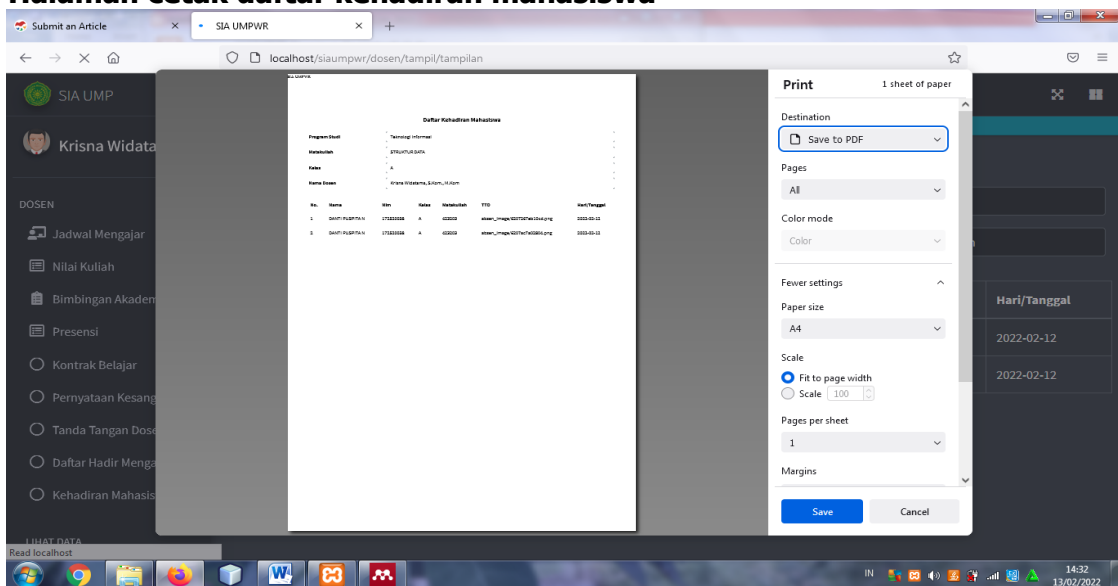 Halaman cetak daftar kehadiran mahasiswa
Submit an Article
SIA UMPWR
localhost/siaumpwr/dosen/tampil/tampilan
SIA UMP
Krisna Widata
DOSEN
Jadwal Mengajar
Nilai Kuliah
Bimbingan Akadem
Presensi
Kontrak Belajar
Pernyataan Kesang
Tanda Tangan Dose
Daftar Hadir Menga
Kehadiran Mahasis
LIHAT DATA
Read localhost
Daftar Kehadiran Mahasiswa
Program Studi : Teknologi Informasi :
Matakuliah : STRUKTUR DATA :
Kelas : A :
Nama Dosen : Krisna Widatama, S.Kom., M.Kom :
No. Nama Nim Kelas Matakuliah TTD Hari/Tanggal
1 DANTI PUSPITA N A 2022-02-12
2 DANTI PUSPITA N A 2022-02-12
Print 1 sheet of paper
Destination
Save to PDF
Pages
All
Color mode
Color
Fewer settings
Paper size
A4
Scale
Fit to page width
Scale 100
Pages per sheet
1
Margins
Save Cancel
Hari/Tanggal
2022-02-12
2022-02-12
IN
14:32
13/02/2022